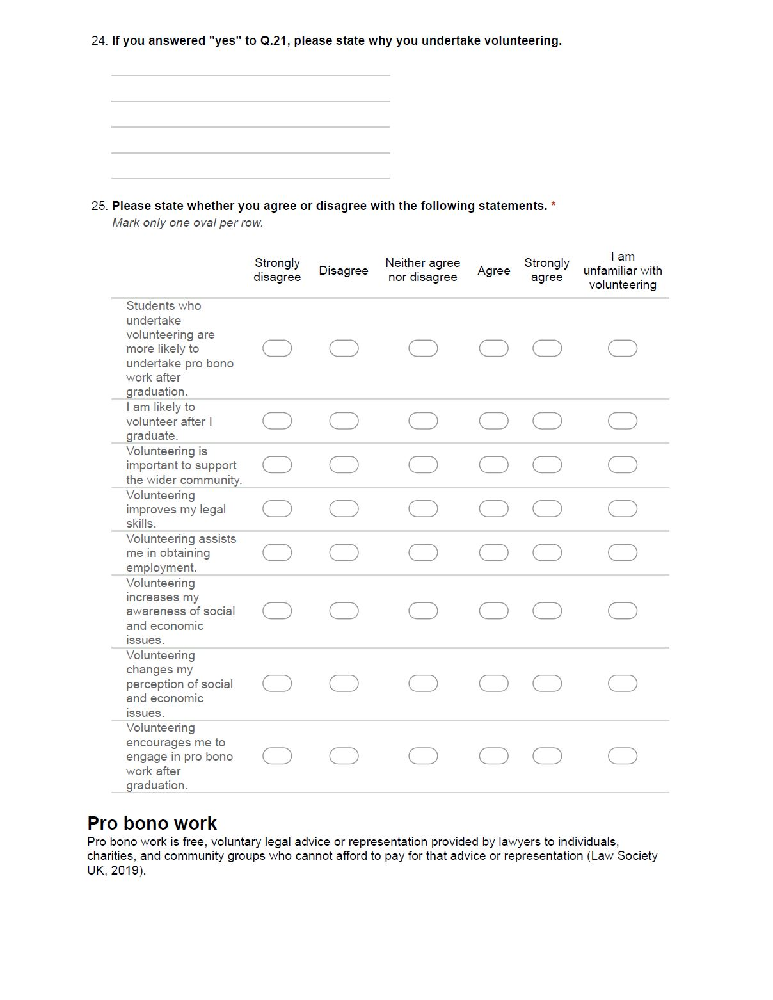 24. If you answered "yes" to Q.21, please state why you undertake volunteering.
25. Please state whether you agree or disagree with the following statements. *
Mark only one oval per row.
Strongly
disagree
Disagree
Neither agree
nor disagree
Agree
Strongly
agree
I am
unfamiliar with
volunteering
Students who
undertake
volunteering are
more likely to
undertake pro bono
work after
graduation.
I am likely to
volunteer after I
graduate.
Volunteering is
important to support
the wider community.
Volunteering
improves my legal
skills.
Volunteering assists
me in obtaining
employment.
Volunteering
increases my
awareness of social
and economic
issues.
Volunteering
changes my
perception of social
and economic
issues.
Volunteering
encourages me to
engage in pro bono
work after
graduation.
Pro bono work
Pro bono work is free, voluntary legal advice or representation provided by lawyers to individuals,
charities, and community groups who cannot afford to pay for that advice or representation (Law Society
UK, 2019).